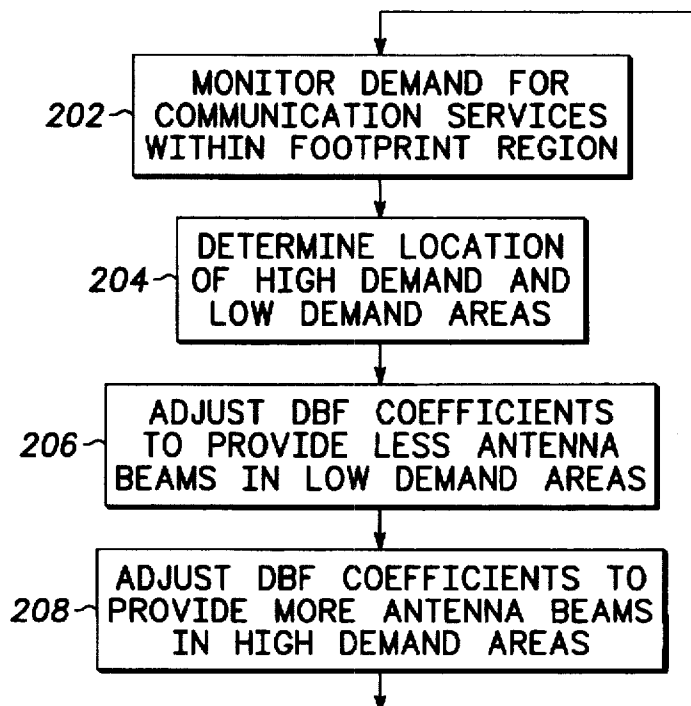 MONITOR DEMAND FOR
202 COMMUNICATION SERVICES
WITHIN FOOTPRINT REGION
DETERMINE LOCATION
204 OF HIGH DEMAND AND
LOW DEMAND AREAS
ADJUST DBF COEFFICIENTS
206 TO PROVIDE LESS ANTENNA
BEAMS IN LOW DEMAND AREAS
ADJUST DBF COEFFICIENTS TO
208 PROVIDE MORE ANTENNA BEAMS
IN HIGH DEMAND AREAS